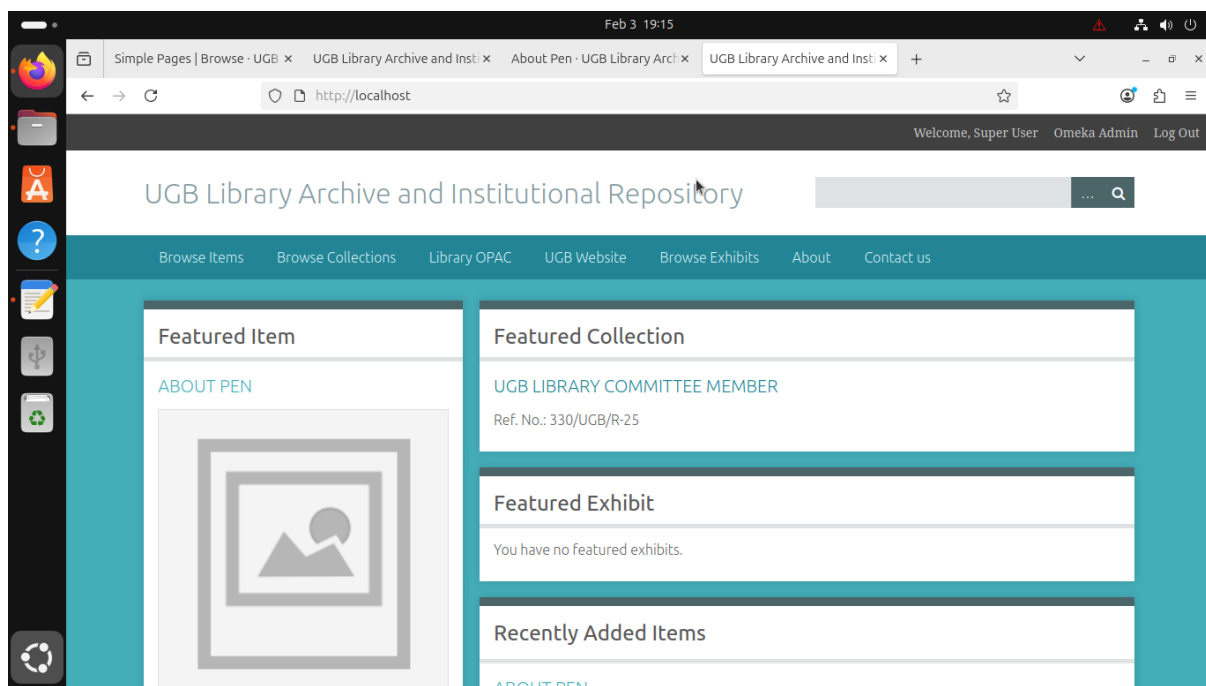 Feb 3 19:15
Simple Pages | Browse · UGB
UGB Library Archive and Insti
About Pen · UGB Library Arch
UGB Library Archive and Insti
http://localhost
Welcome, Super User Omeka Admin Log Out
UGB Library Archive and Institutional Repository
...
Browse Items Browse Collections Library OPAC UGB Website Browse Exhibits About Contact us
Featured Item
ABOUT PEN
Featured Collection
UGB LIBRARY COMMITTEE MEMBER
Ref. No.: 330/UGB/R-25
Featured Exhibit
You have no featured exhibits.
Recently Added Items
ABOUT PEN